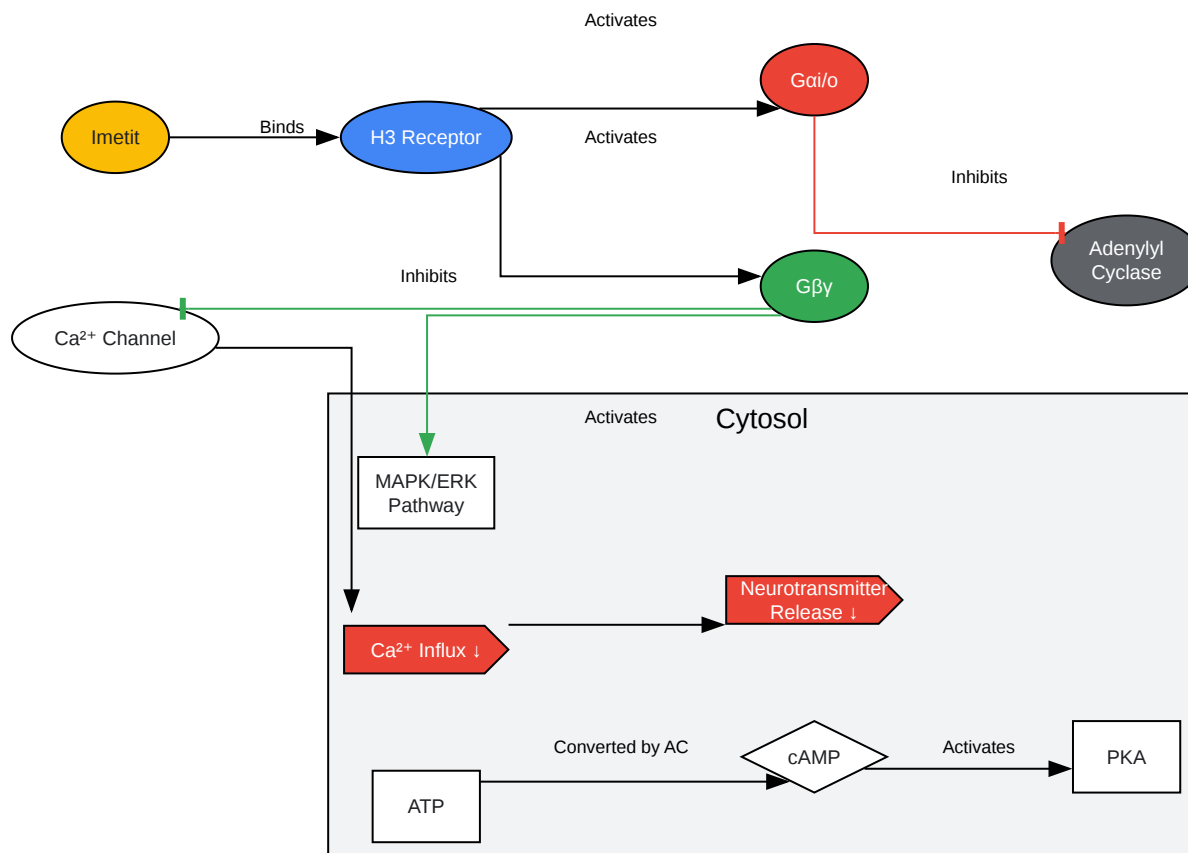 Activates
Gαi/o
Imetit
Binds
H3 Receptor
Activates
Inhibits
Adenylyl
Cyclase
Inhibits
Gβγ
Ca²⁺ Channel
Activates
Cytosol
MAPK/ERK
Pathway
Neurotransmitter
Release ↓
Ca²⁺ Influx ↓
Converted by AC
cAMP
Activates
PKA
ATP